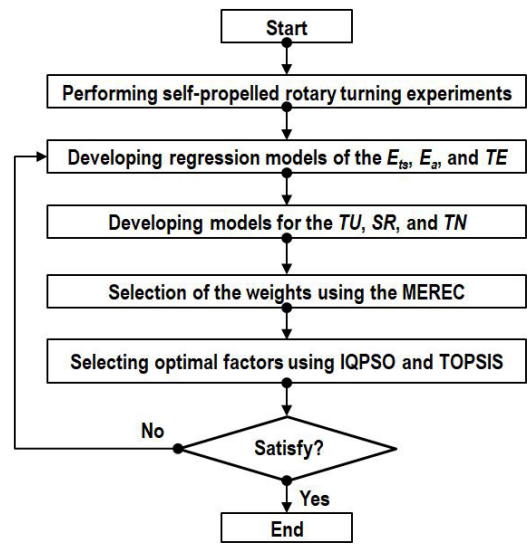 Start
Performing self-propelled rotary turning experiments
Developing regression models of the Ets, Ea, and TE
Developing models for the TU, SR, and TN
Selection of the weights using the MEREC
Selecting optimal factors using IQPSO and TOPSIS
No
Satisfy?
Yes
End